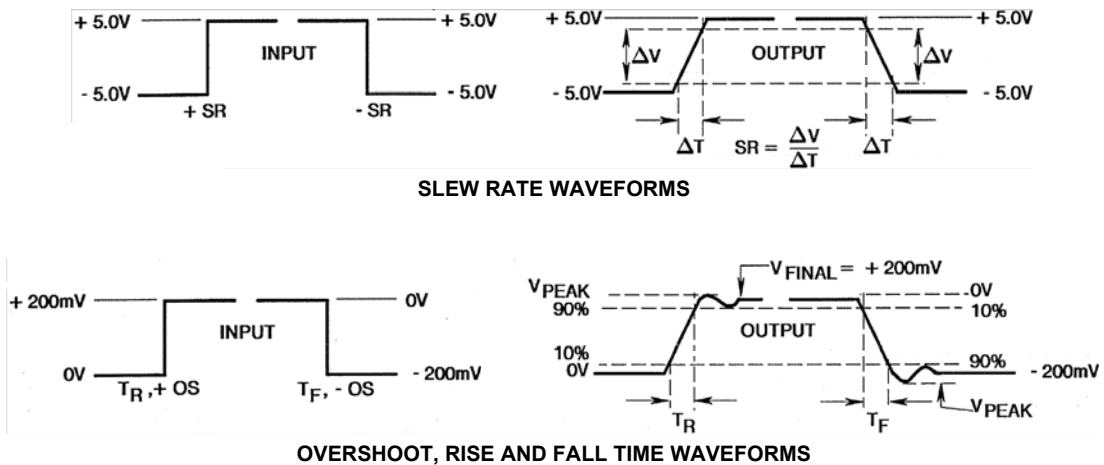 + 5.0V + 5.0V + 5.0V + 5.0V
INPUT OUTPUT
ΔV ΔV
- 5.0V - 5.0V - 5.0V - 5.0V
+ SR - SR
ΔT SR = ΔV/ΔT ΔT
SLEW RATE WAVEFORMS
V FINAL = + 200mV
+ 200mV 0V VPEAK 0V
90% 10%
INPUT OUTPUT
10% 90%
0V - 200mV 0V - 200mV
TR ,+ OS TF, - OS VPEAK
TR TF
OVERSHOOT, RISE AND FALL TIME WAVEFORMS